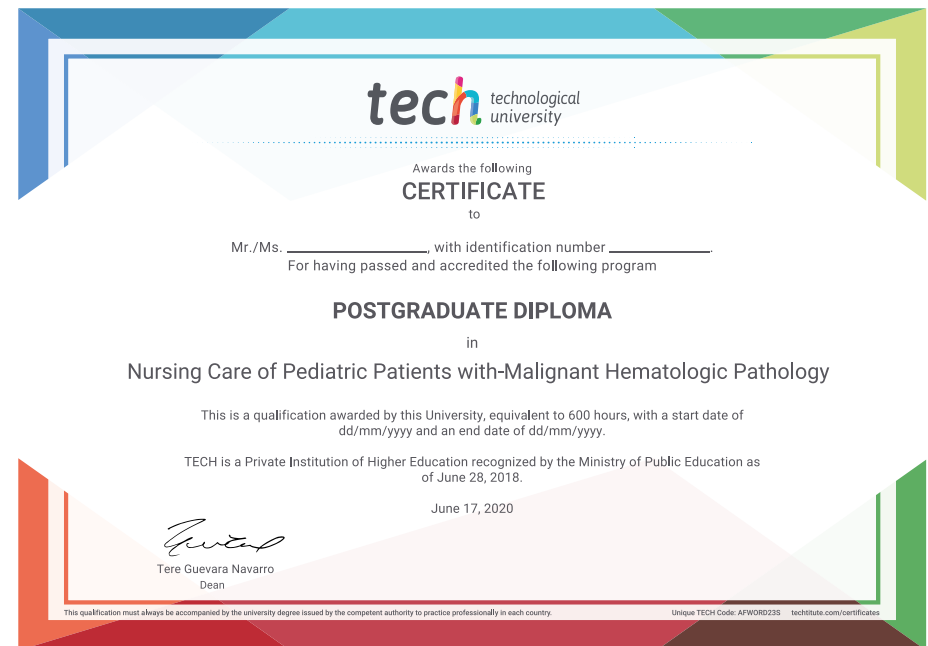 tech technological
university
Awards the following
CERTIFICATE
to
Mr./Ms. ____________________, with identification number ______________.
For having passed and accredited the following program
POSTGRADUATE DIPLOMA
in
Nursing Care of Pediatric Patients with-Malignant Hematologic Pathology
This is a qualification awarded by this University, equivalent to 600 hours, with a start date of
dd/mm/yyyy and an end date of dd/mm/yyyy.
TECH is a Private Institution of Higher Education recognized by the Ministry of Public Education as
of June 28, 2018.
June 17, 2020
Tere Guevara Navarro
Dean
This qualification must always be accompanied by the university degree issued by the competent authority to practice professionally in each country. Unique TECH Code: AFWORD23S techtitute.com/certificates